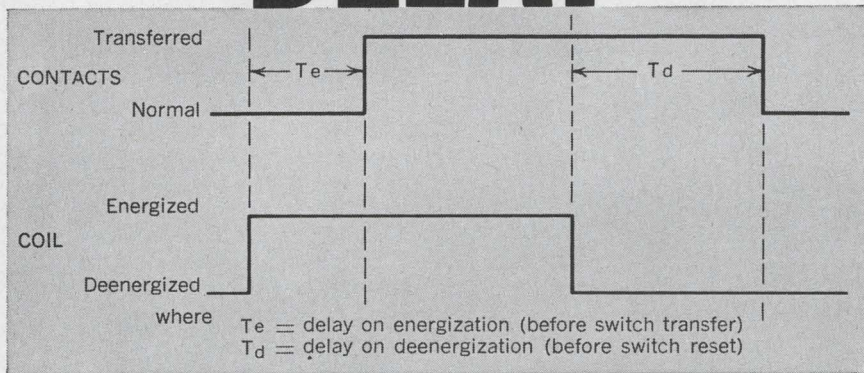 DELAY
Transferred
Te
Td
CONTACTS
Normal
Energized
COIL
Deenergized
where
Te = delay on energization (before switch transfer)
Td = delay on deenergization (before switch reset)